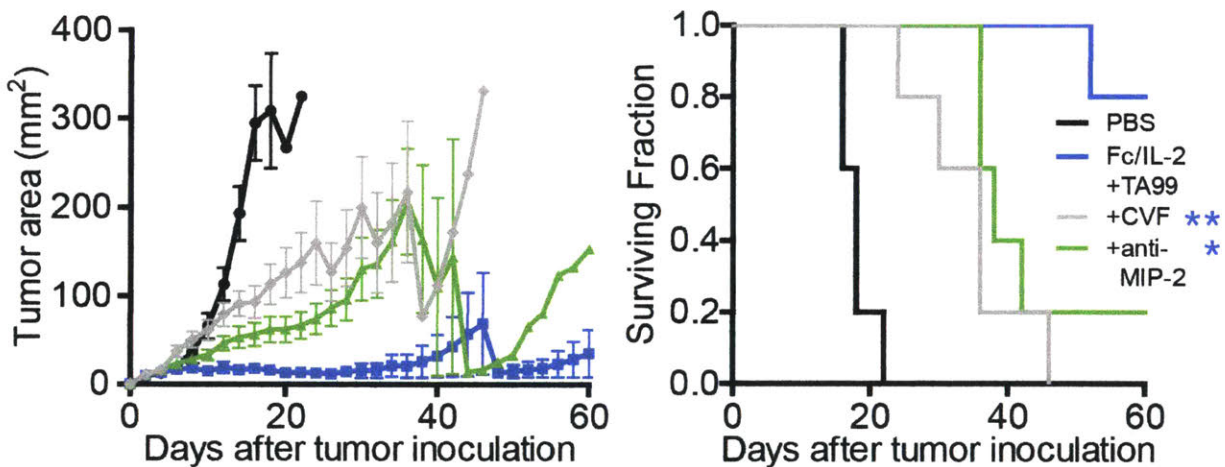 Tumor area (mm²)
400
300
200
100
0
0 20 40 60
Days after tumor inoculation
Surviving Fraction
1.0
0.8
0.6
0.4
0.2
0.0
0 20 40 60
Days after tumor inoculation
PBS
Fc/IL-2
+TA99
+CVF **
+anti- *
MIP-2